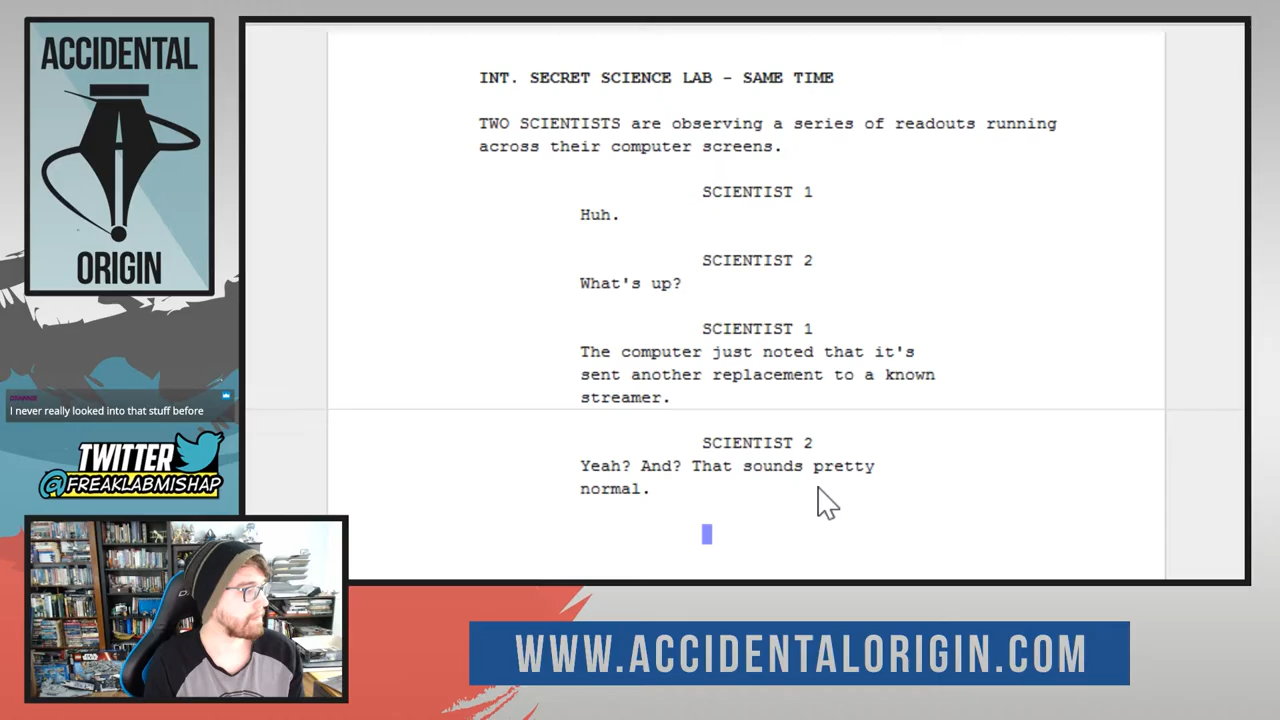 ACCIDENTAL
ORIGIN
INT. SECRET SCIENCE LAB - SAME TIME
TWO SCIENTISTS are observing a series of readouts running
across their computer screens.
SCIENTIST 1
Huh.
SCIENTIST 2
What's up?
SCIENTIST 1
The computer just noted that it's
sent another replacement to a known
streamer.
SCIENTIST 2
Yeah? And? That sounds pretty
normal.
I never really looked into that stuff before
TWITTER
@FREAKLABMISHAP
WWW.ACCIDENTALORIGIN.COM